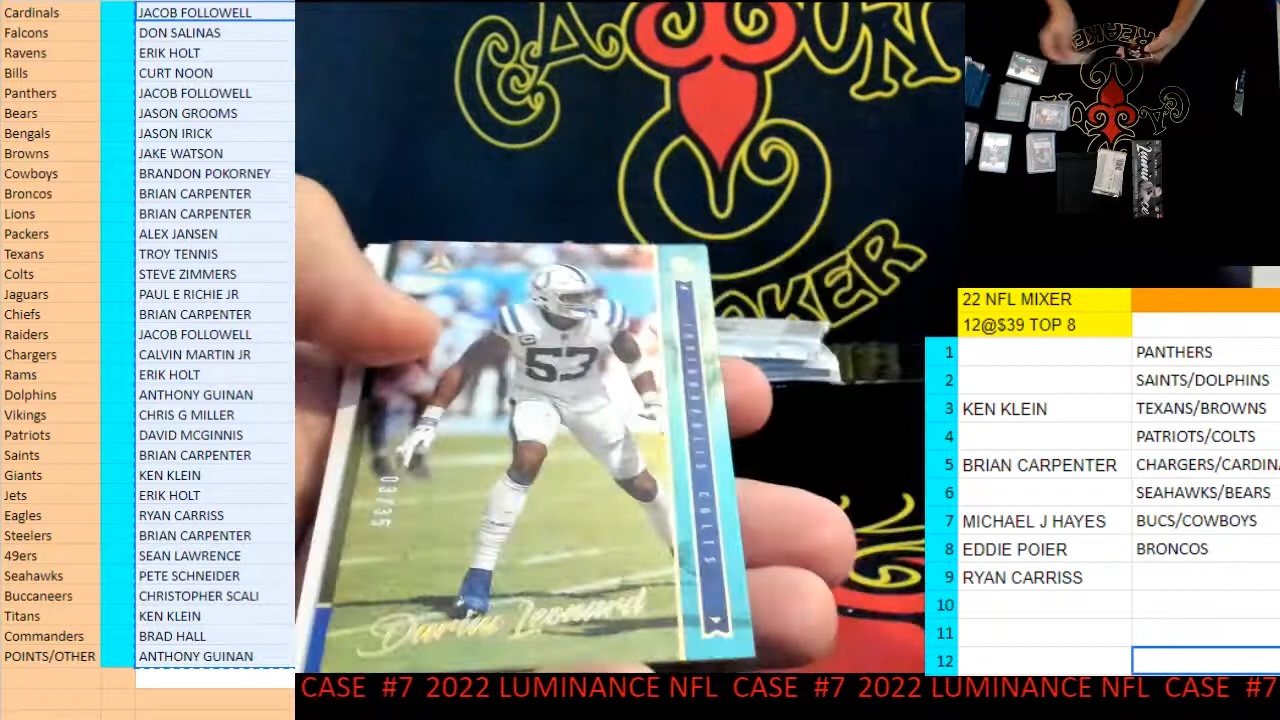 Cardinals JACOB FOLLOWELL
Falcons DON SALINAS
Ravens ERIK HOLT
Bills CURT NOON
Panthers JACOB FOLLOWELL
Bears JASON GROOMS
Bengals JASON IRICK
Browns JAKE WATSON
Cowboys BRANDON POKORNEY
Broncos BRIAN CARPENTER
Lions BRIAN CARPENTER
Packers ALEX JANSEN
Texans TROY TENNIS
Colts STEVE ZIMMERS
Jaguars PAUL E RICHIE JR
Chiefs BRIAN CARPENTER
Raiders JACOB FOLLOWELL
Chargers CALVIN MARTIN JR
Rams ERIK HOLT
Dolphins ANTHONY GUINAN
Vikings CHRIS G MILLER
Patriots DAVID MCGINNIS
Saints BRIAN CARPENTER
Giants KEN KLEIN
Jets ERIK HOLT
Eagles RYAN CARRISS
Steelers BRIAN CARPENTER
49ers SEAN LAWRENCE
Seahawks PETE SCHNEIDER
Buccaneers CHRISTOPHER SCALI
Titans KEN KLEIN
Commanders BRAD HALL
POINTS/OTHER ANTHONY GUINAN
53
Darius Leonard
INDIANAPOLIS COLTS
22 NFL MIXER
12@$39 TOP 8
1 PANTHERS
2 SAINTS/DOLPHINS
3 KEN KLEIN TEXANS/BROWNS
4 PATRIOTS/COLTS
5 BRIAN CARPENTER CHARGERS/CARDINA
6 SEAHAWKS/BEARS
7 MICHAEL J HAYES BUCS/COWBOYS
8 EDDIE POIER BRONCOS
9 RYAN CARRISS
10
11
12
CASE #7 2022 LUMINANCE NFL CASE #7 2022 LUMINANCE NFL CASE #7